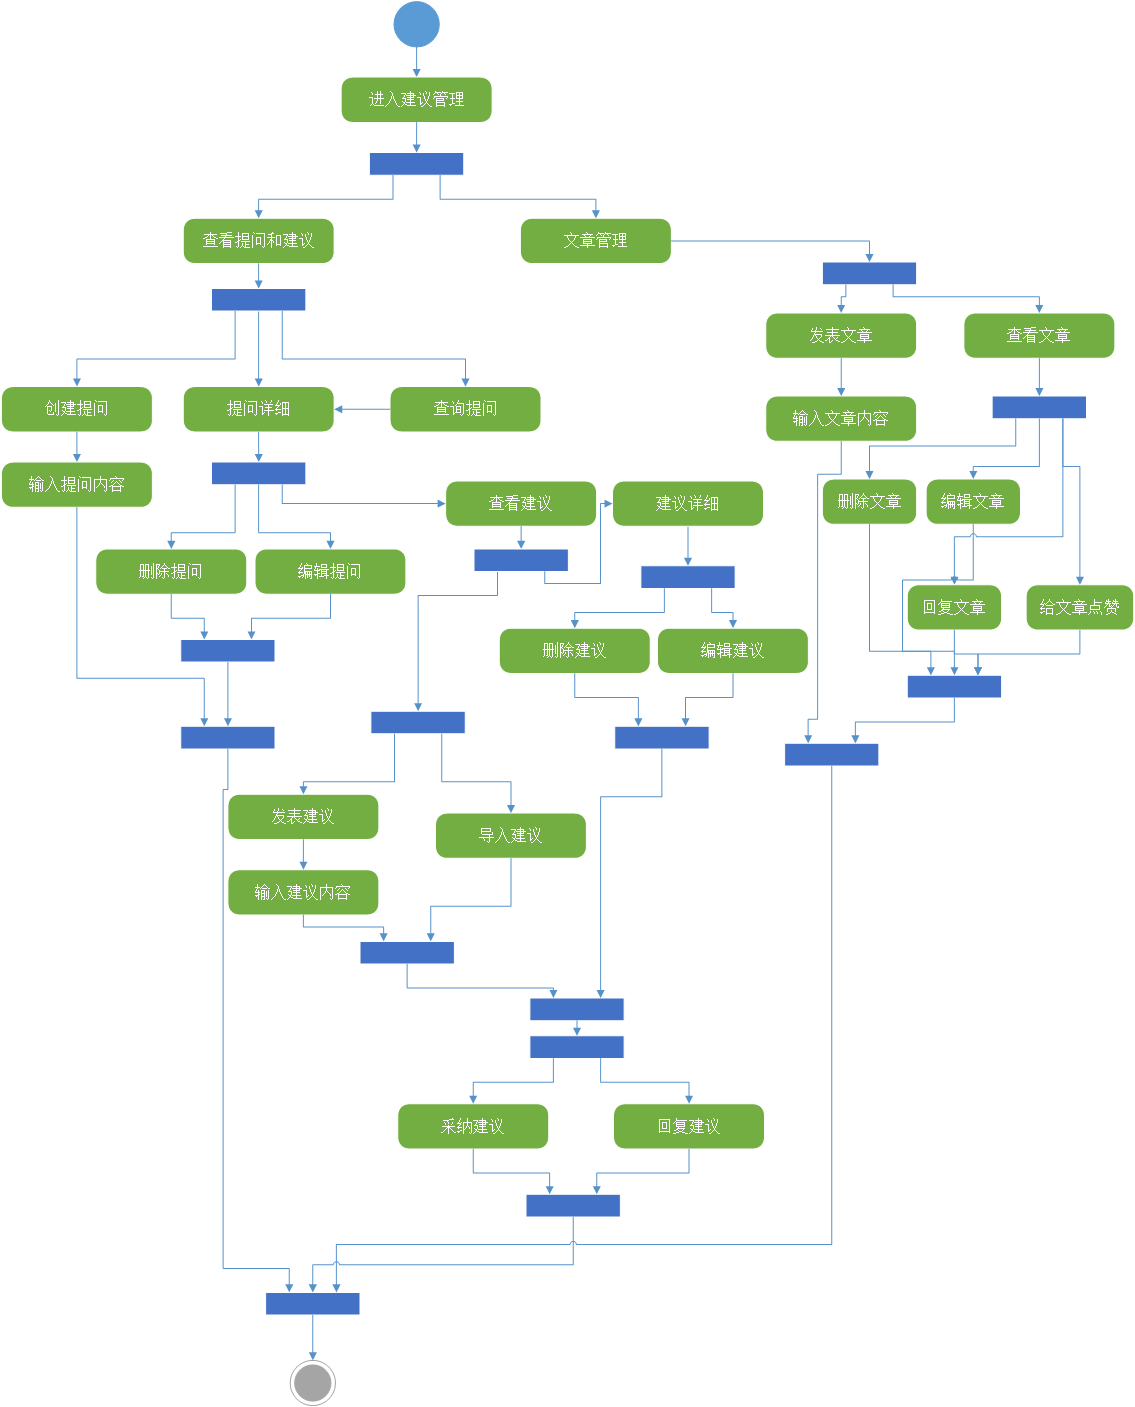 进入建议管理
查看提问和建议
文章管理
发表文章
查看文章
创建提问
提问详细
查询提问
输入文章内容
输入提问内容
查看建议
建议详细
删除文章
编辑文章
删除提问
编辑提问
回复文章
给文章点赞
删除建议
编辑建议
发表建议
导入建议
输入建议内容
采纳建议
回复建议